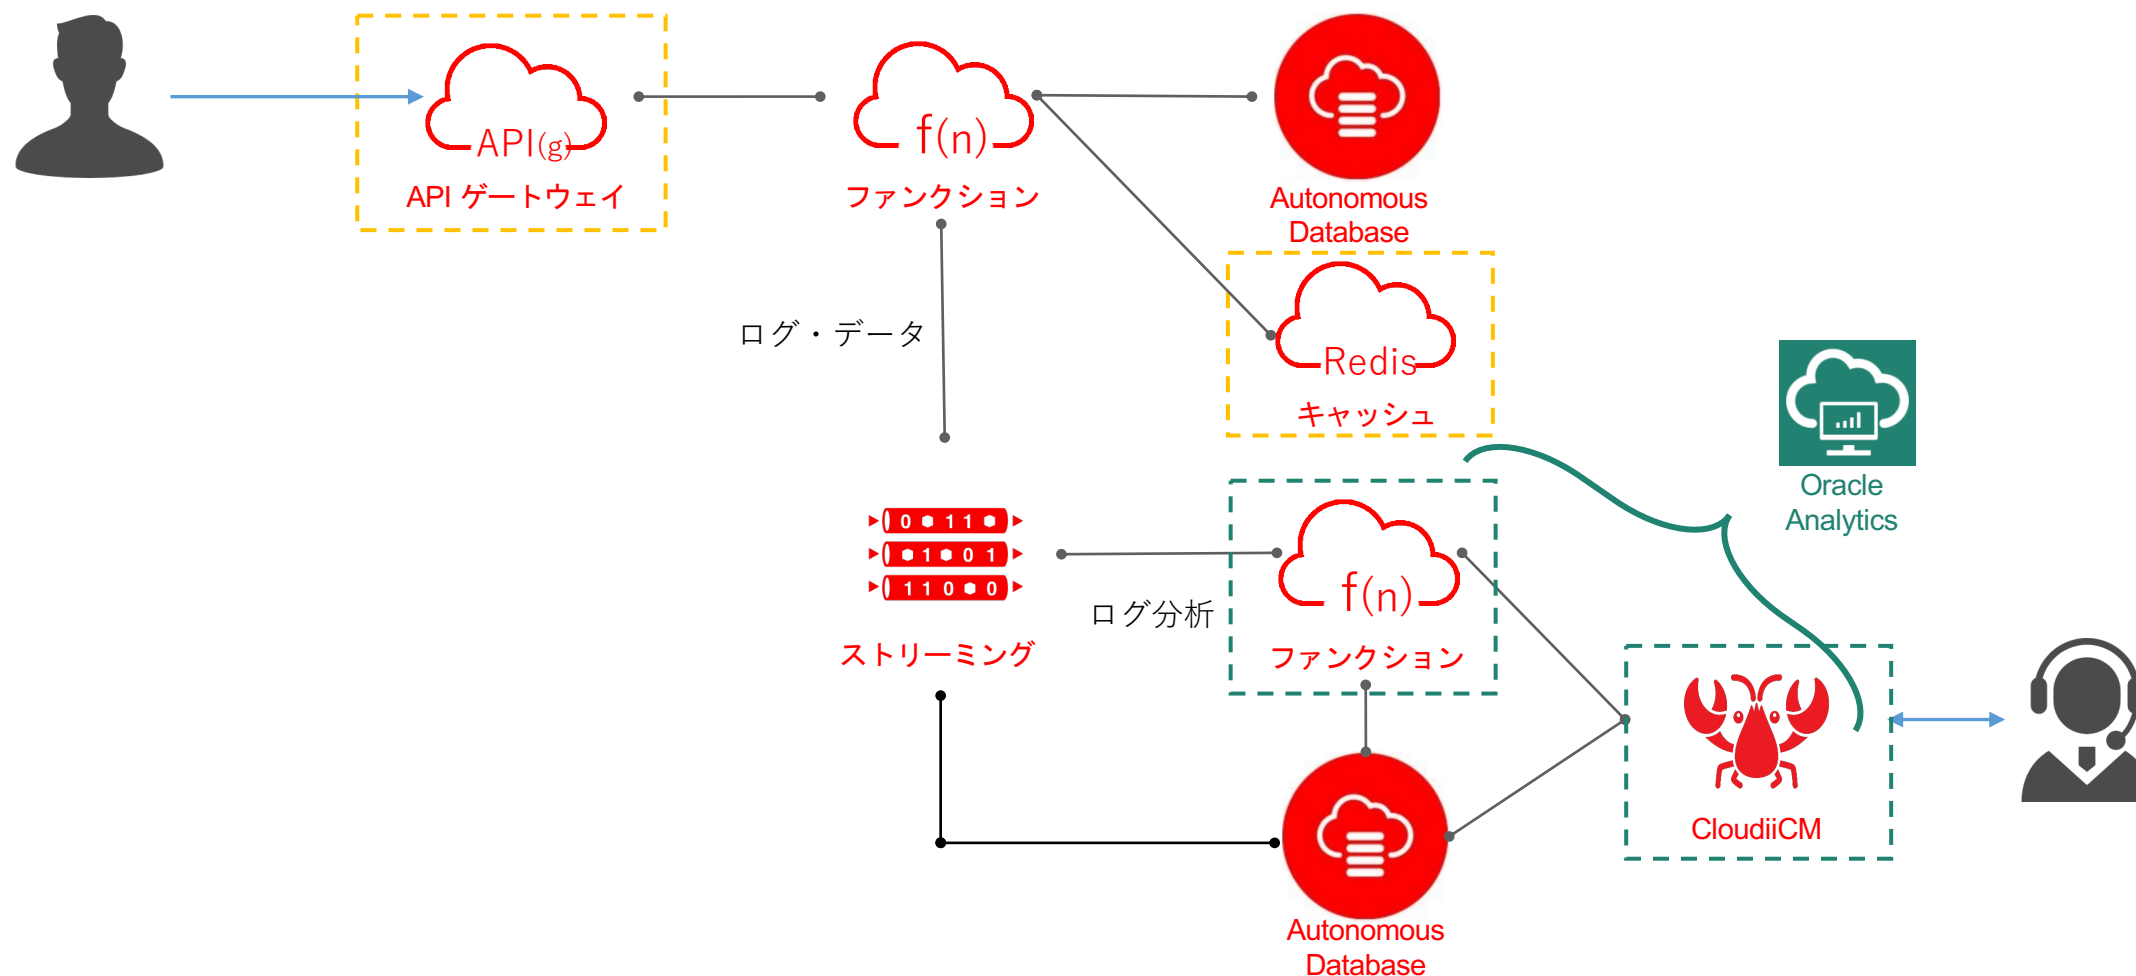 API(g)
API ゲートウェイ
f(n)
ファンクション
Autonomous
Database
ログ・データ
Redis
キャッシュ
Oracle
Analytics
0 1 1
1 0 1
1 1 0 0
ストリーミング
ログ分析
f(n)
ファンクション
CloudiiCM
Autonomous
Database